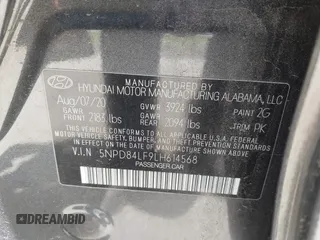 MANUFACTURED BY
HYUNDAI MOTOR MANUFACTURING ALABAMA, LLC
Aug/07/20 GVWR 3924 lbs PAINT 2G
GAWR FRONT 2183 lbs GAWR REAR 2094 lbs TRIM PK
THIS VEHICLE CONFORMS TO ALL APPLICABLE U.S. FEDERAL
MOTOR VEHICLE SAFETY, BUMPER, AND THEFT PREVENTION
STANDARDS IN EFFECT ON THE DATE OF MANUFACTURE SHOWN ABOVE.
V.I.N 5NPD84LF9LH614568
PASSENGER CAR
DREAMBID